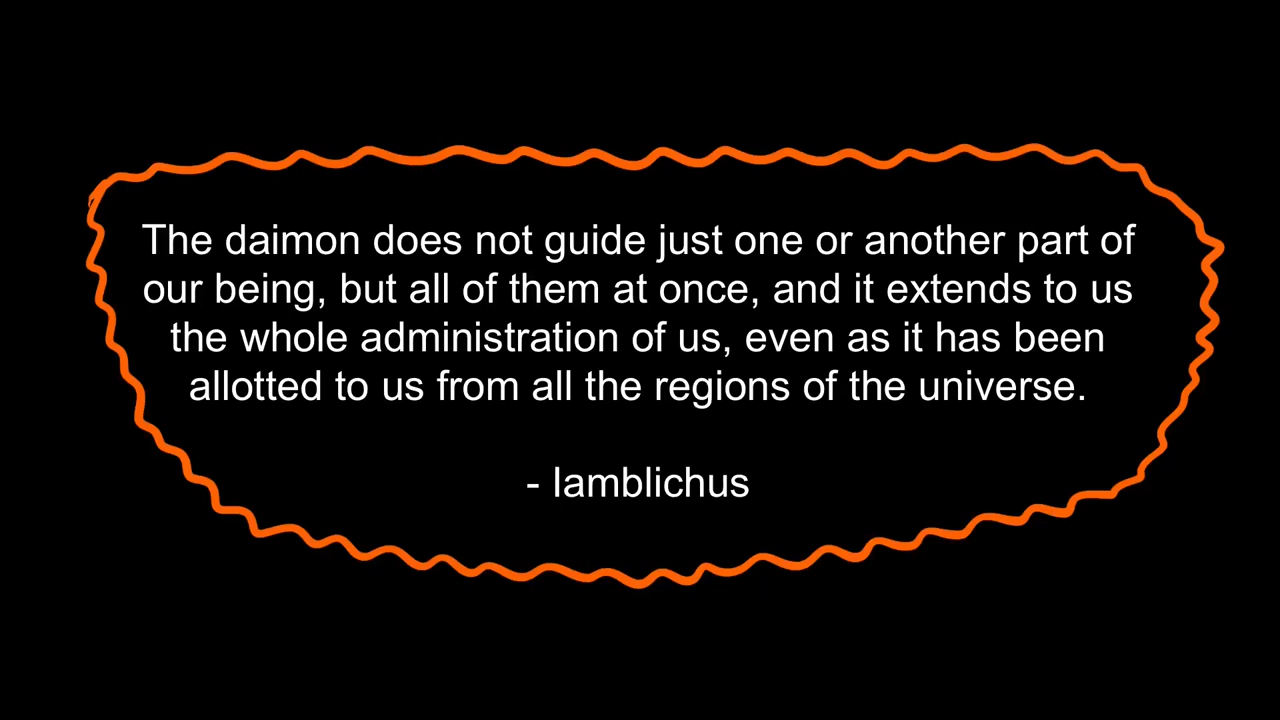 The daimon does not guide just one or another part of
our being, but all of them at once, and it extends to us
the whole administration of us, even as it has been
allotted to us from all the regions of the universe.
- Iamblichus